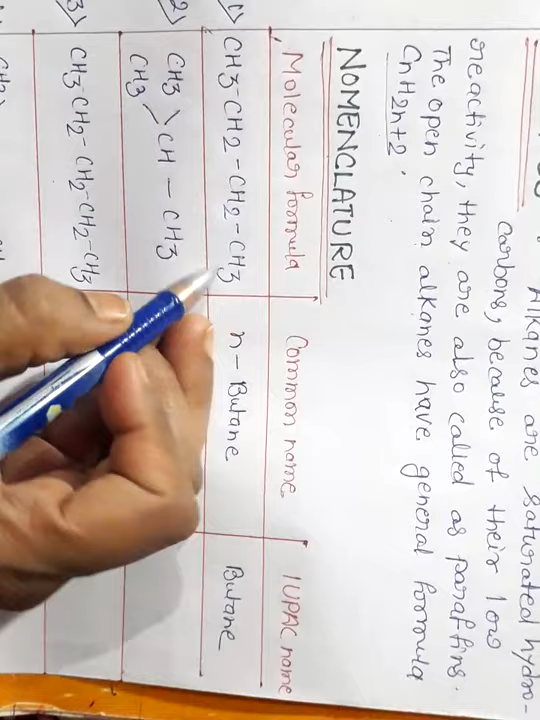 Alkanes are saturated hydro-
carbons, because of their low
reactivity, they are also called as paraffins.
The open chain alkanes have general formula
CnH2n+2.
NOMENCLATURE
Molecular formula Common name IUPAC name
1) CH3-CH2-CH2-CH3 n-Butane Butane
2) CH3
CH3 > CH - CH3
3) CH3-CH2-CH2-CH2-CH3